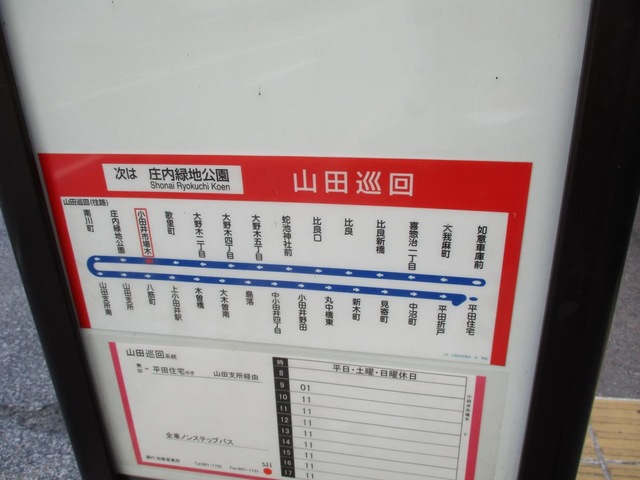 次は 庄内緑地公園
Shonai Ryokuchi Koen
山田巡回
山田巡回(往路)
南川町
庄内緑地公園
小田井市場木
歌里町
大野木二丁目
大野木四丁目
大野木五丁目
蛇池神社前
比良口
比良
比良新橋
喜惣治一丁目
大我麻町
如意車庫前
山田支所南
山田支所
八筋町
上小田井駅
木曽橋
大木曽南
島落
中小田井四丁目
小田井野田
丸中橋東
新木町
見寄町
中沼町
平田折戸
平田住宅
山田巡回系統
平田住宅ゆき 山田支所経由
全車ノンステップバス
時 平日・土曜・日曜休日
8
9 01
10 11
11 11
12 11
13 11
14 11
15 11
16 11
17 11